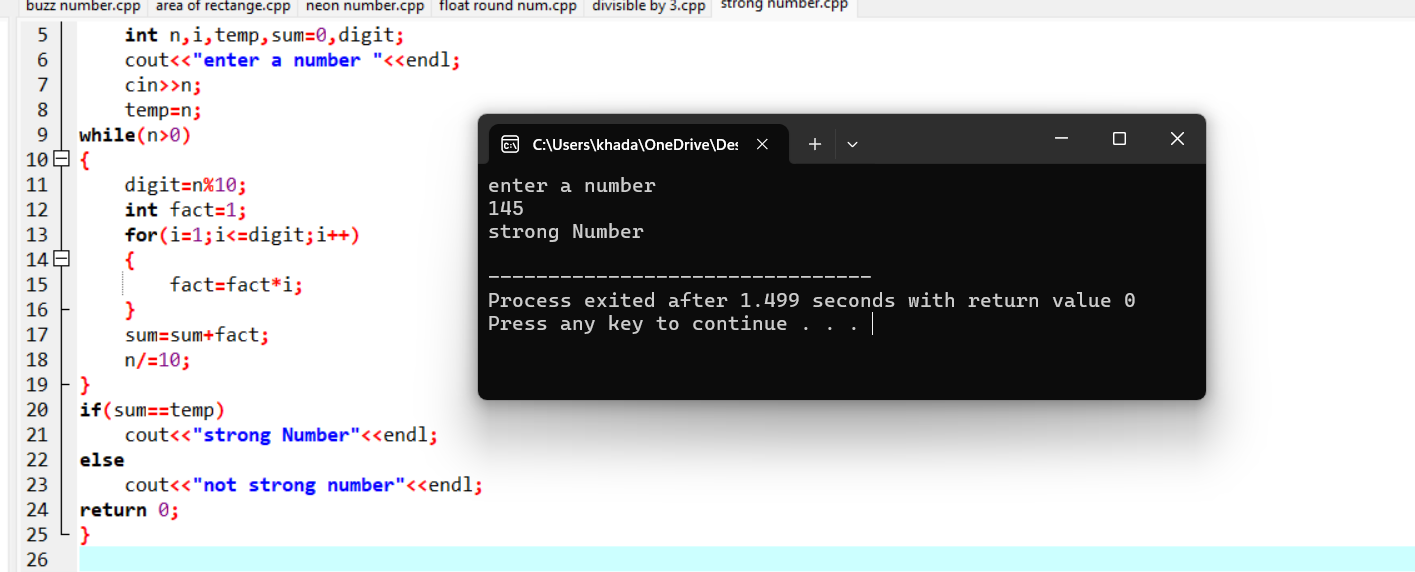 buzz number.cpp area of rectange.cpp neon number.cpp float round num.cpp divisible by 3.cpp strong number.cpp
5 int n,i,temp,sum=0,digit;
6 cout<<"enter a number "<<endl;
7 cin>>n;
8 temp=n;
9 while(n>0)
10 {
11 digit=n%10;
12 int fact=1;
13 for(i=1;i<=digit;i++)
14 {
15 fact=fact*i;
16 }
17 sum=sum+fact;
18 n/=10;
19 }
20 if(sum==temp)
21 cout<<"strong Number"<<endl;
22 else
23 cout<<"not strong number"<<endl;
24 return 0;
25 }
26
C:\Users\khada\OneDrive\Des
enter a number
145
strong Number
--------------------------------
Process exited after 1.499 seconds with return value 0
Press any key to continue . . .